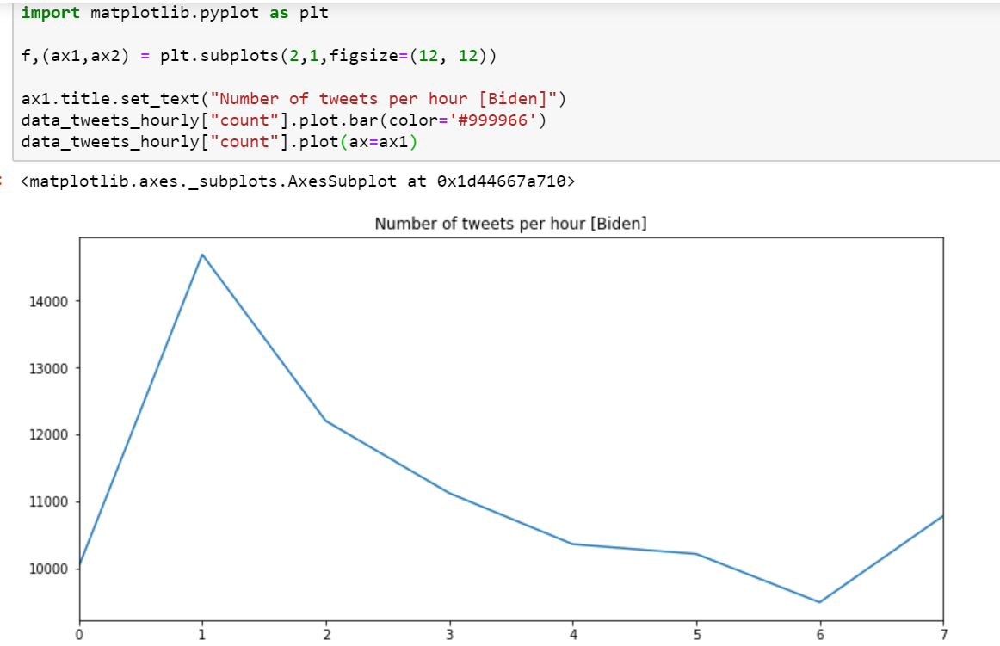 import matplotlib.pyplot as plt
f,(ax1,ax2) = plt.subplots(2,1,figsize=(12, 12))
ax1.title.set_text("Number of tweets per hour [Biden]")
data_tweets_hourly["count"].plot.bar(color='#999966')
data_tweets_hourly["count"].plot(ax=ax1)
<matplotlib.axes._subplots.AxesSubplot at 0x1d44667a710>
Number of tweets per hour [Biden]
14000
13000
12000
11000
10000
0 1 2 3 4 5 6 7